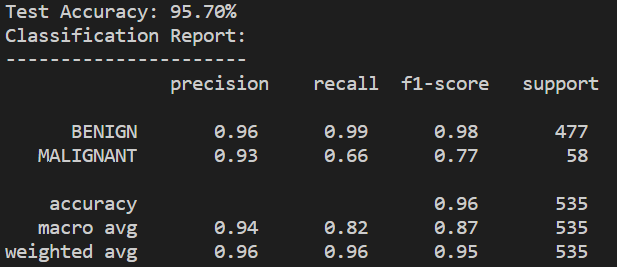 Test Accuracy: 95.70%
Classification Report:
-----------------------
precision recall f1-score support
BENIGN 0.96 0.99 0.98 477
MALIGNANT 0.93 0.66 0.77 58
accuracy 0.96 535
macro avg 0.94 0.82 0.87 535
weighted avg 0.96 0.96 0.95 535